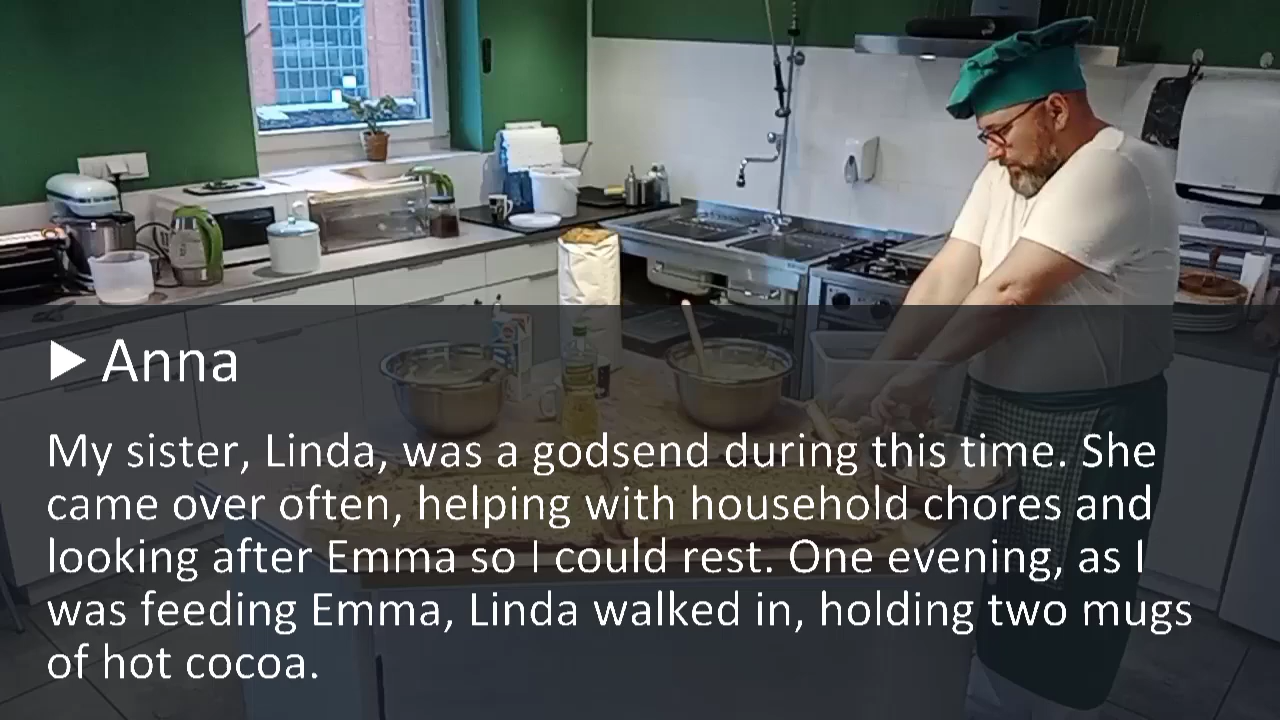 ▶ Anna
My sister, Linda, was a godsend during this time. She
came over often, helping with household chores and
looking after Emma so I could rest. One evening, as I
was feeding Emma, Linda walked in, holding two mugs
of hot cocoa.